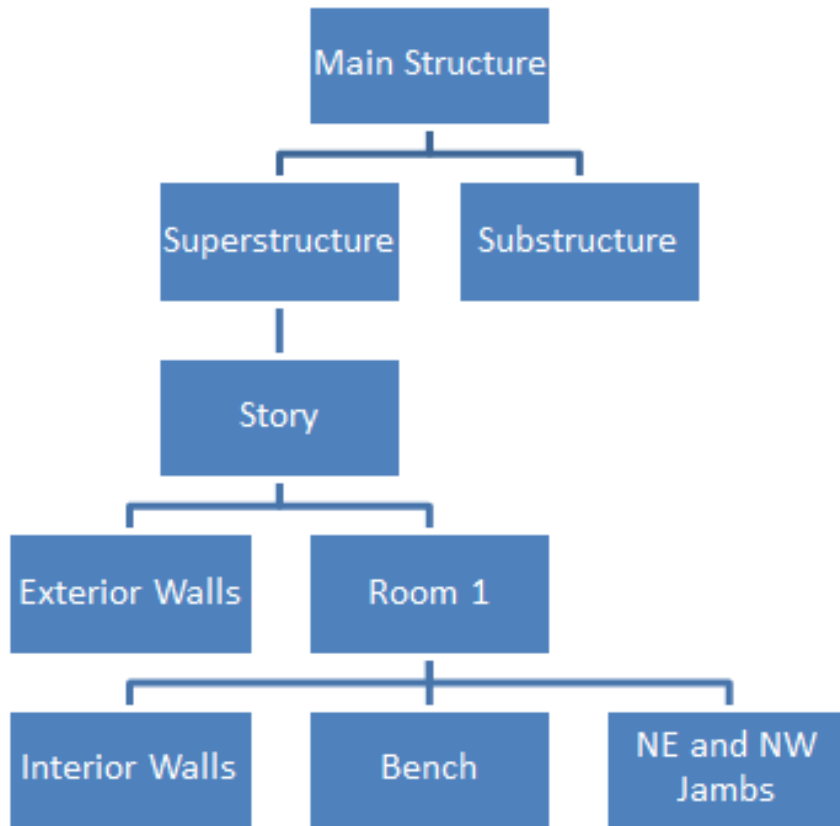 Main Structure
Superstructure
Substructure
Story
Exterior Walls
Room 1
Interior Walls
Bench
NE and NW
Jambs